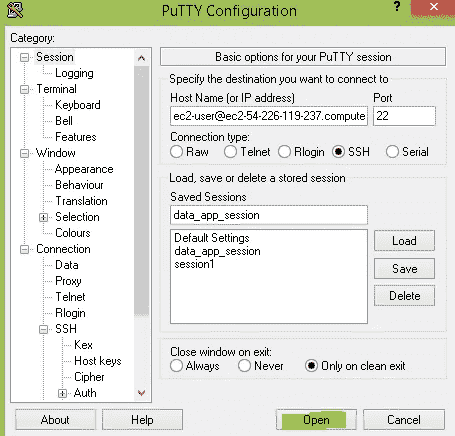 PuTTY Configuration
?
Category:
Session
Logging
Terminal
Keyboard
Bell
Features
Window
Appearance
Behaviour
Translation
Selection
Colours
Connection
Data
Proxy
Telnet
Rlogin
SSH
Kex
Host keys
Cipher
Auth
Basic options for your PuTTY session
Specify the destination you want to connect to
Host Name (or IP address) Port
ec2-user@ec2-54-226-119-237.compute 22
Connection type:
Raw Telnet Rlogin SSH Serial
Load, save or delete a stored session
Saved Sessions
data_app_session
Default Settings
data_app_session
session1
Load
Save
Delete
Close window on exit:
Always Never Only on clean exit
About Help Open Cancel